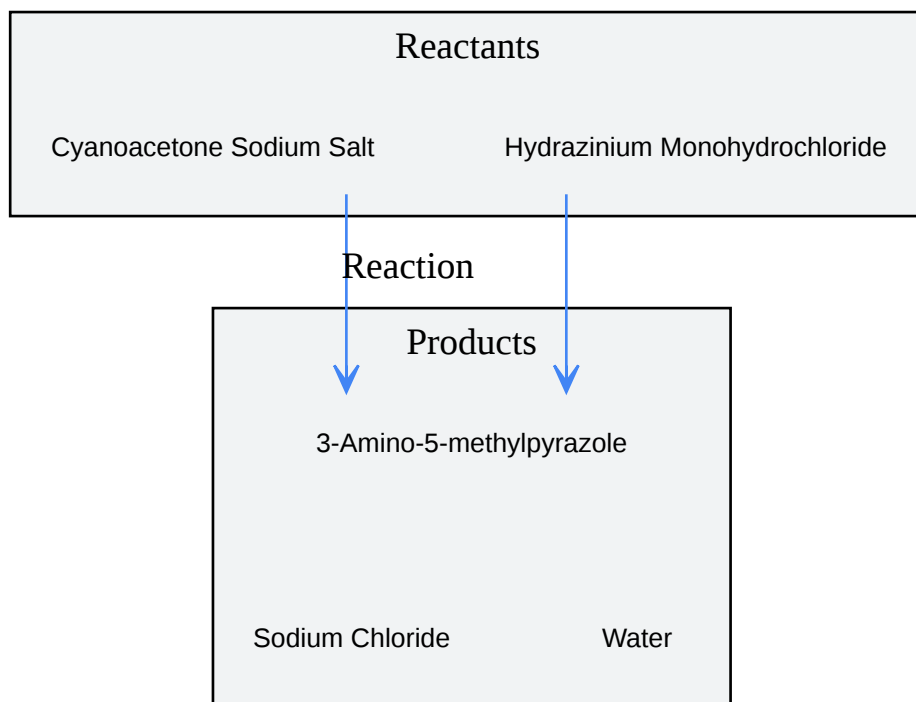 Reactants
Cyanoacetone Sodium Salt Hydrazinium Monohydrochloride
Reaction
Products
3-Amino-5-methylpyrazole
Sodium Chloride Water